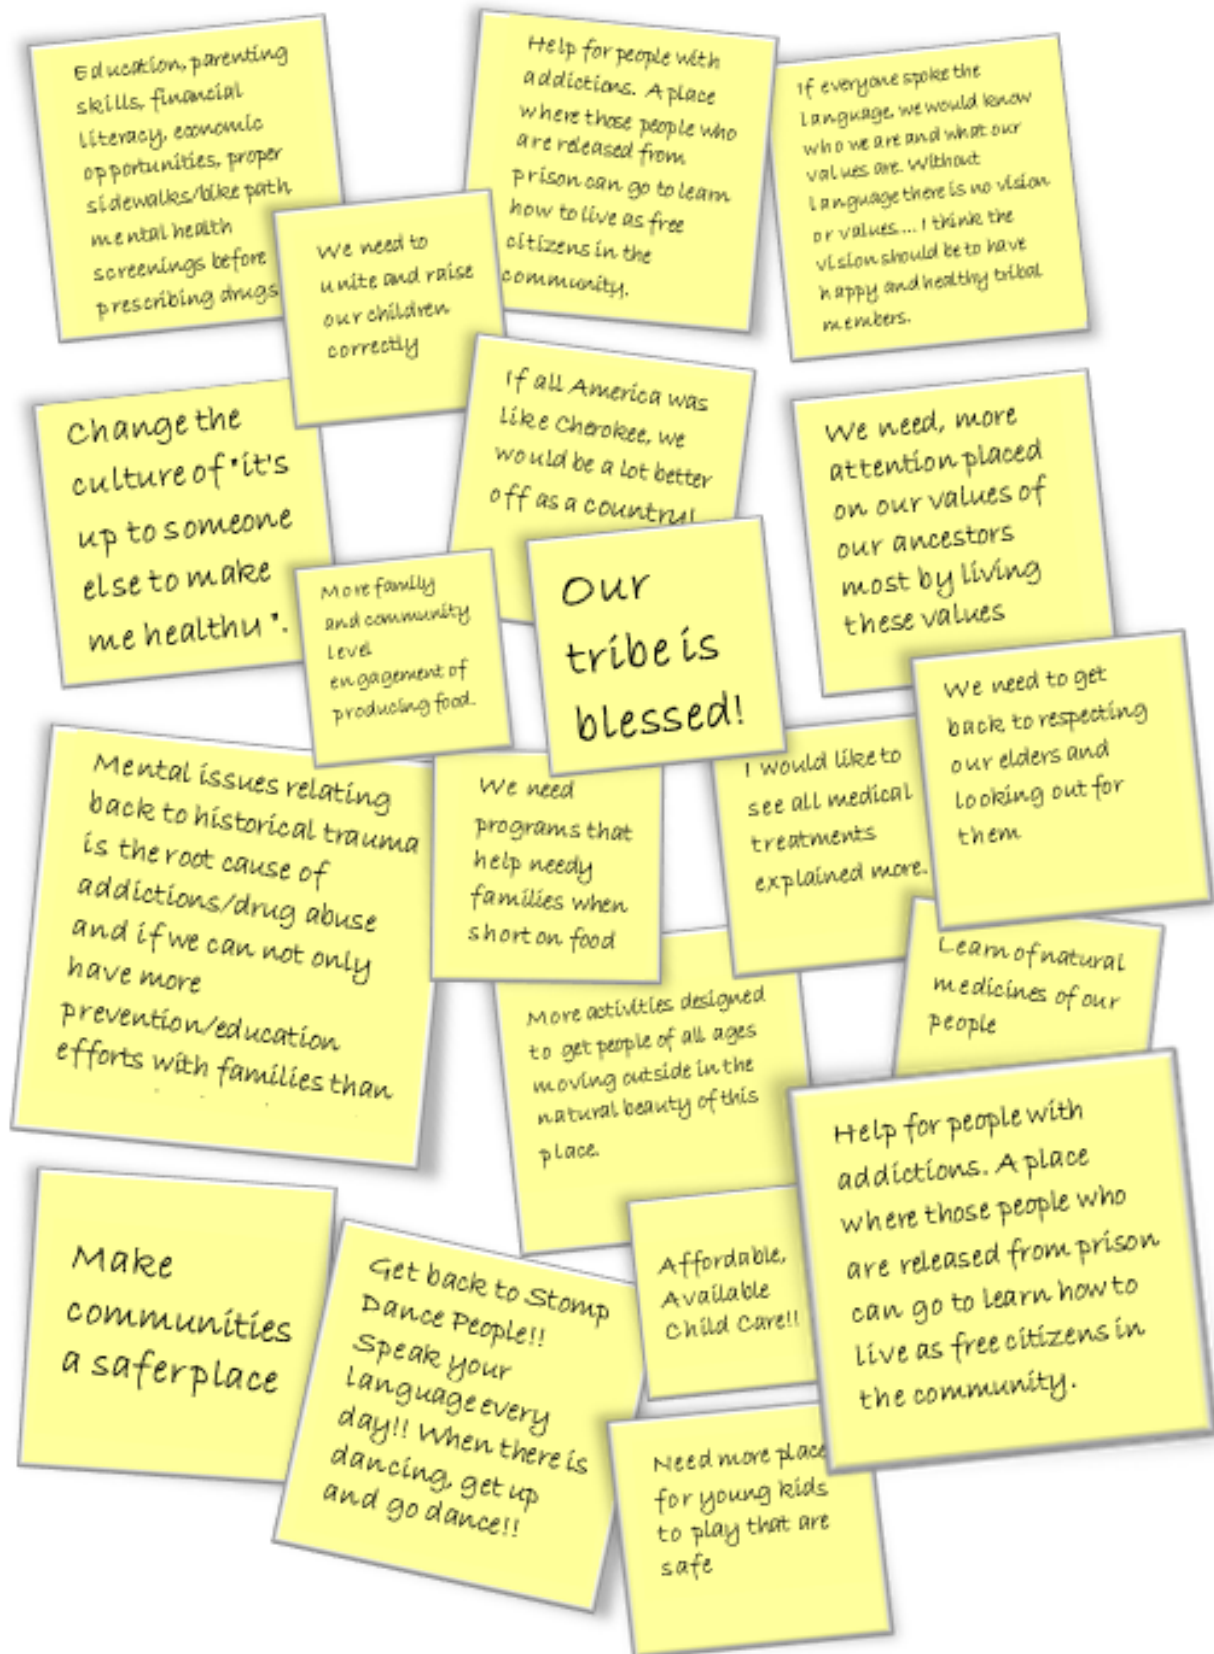 Education, parenting
skills, financial
literacy, economic
opportunities, proper
sidewalks/bike path,
mental health
screenings before
prescribing drugs
Help for people with
addictions. A place
where those people who
are released from
prison can go to learn
how to live as free
citizens in the
community.
If everyone spoke the
language, we would know
who we are and what our
values are. Without
language there is no vision
or values.... I think the
vision should be to have
happy and healthy tribal
members.
We need to
unite and raise
our children
correctly
Change the
culture of "it's
up to someone
else to make
me healthy".
If all America was
like Cherokee, we
would be a lot better
off as a country!
We need, more
attention placed
on our values of
our ancestors
most by living
these values
More family
and community
level
engagement of
producing food.
Our
tribe is
blessed!
We need to get
back to respecting
our elders and
looking out for
them
Mental issues relating
back to historical trauma
is the root cause of
addictions/drug abuse
and if we can not only
have more
prevention/education
efforts with families than
We need
programs that
help needy
families when
short on food
I would like to
see all medical
treatments
explained more.
Learn of natural
medicines of our
people
More activities designed
to get people of all ages
moving outside in the
natural beauty of this
place.
Help for people with
addictions. A place
where those people who
are released from prison
can go to learn how to
live as free citizens in
the community.
Make
communities
a safer place
Get back to Stomp
Dance People!!
Speak your
language every
day!! When there is
dancing, get up
and go dance!!
Affordable,
Available
Child Care!!
Need more place
for young kids
to play that are
safe